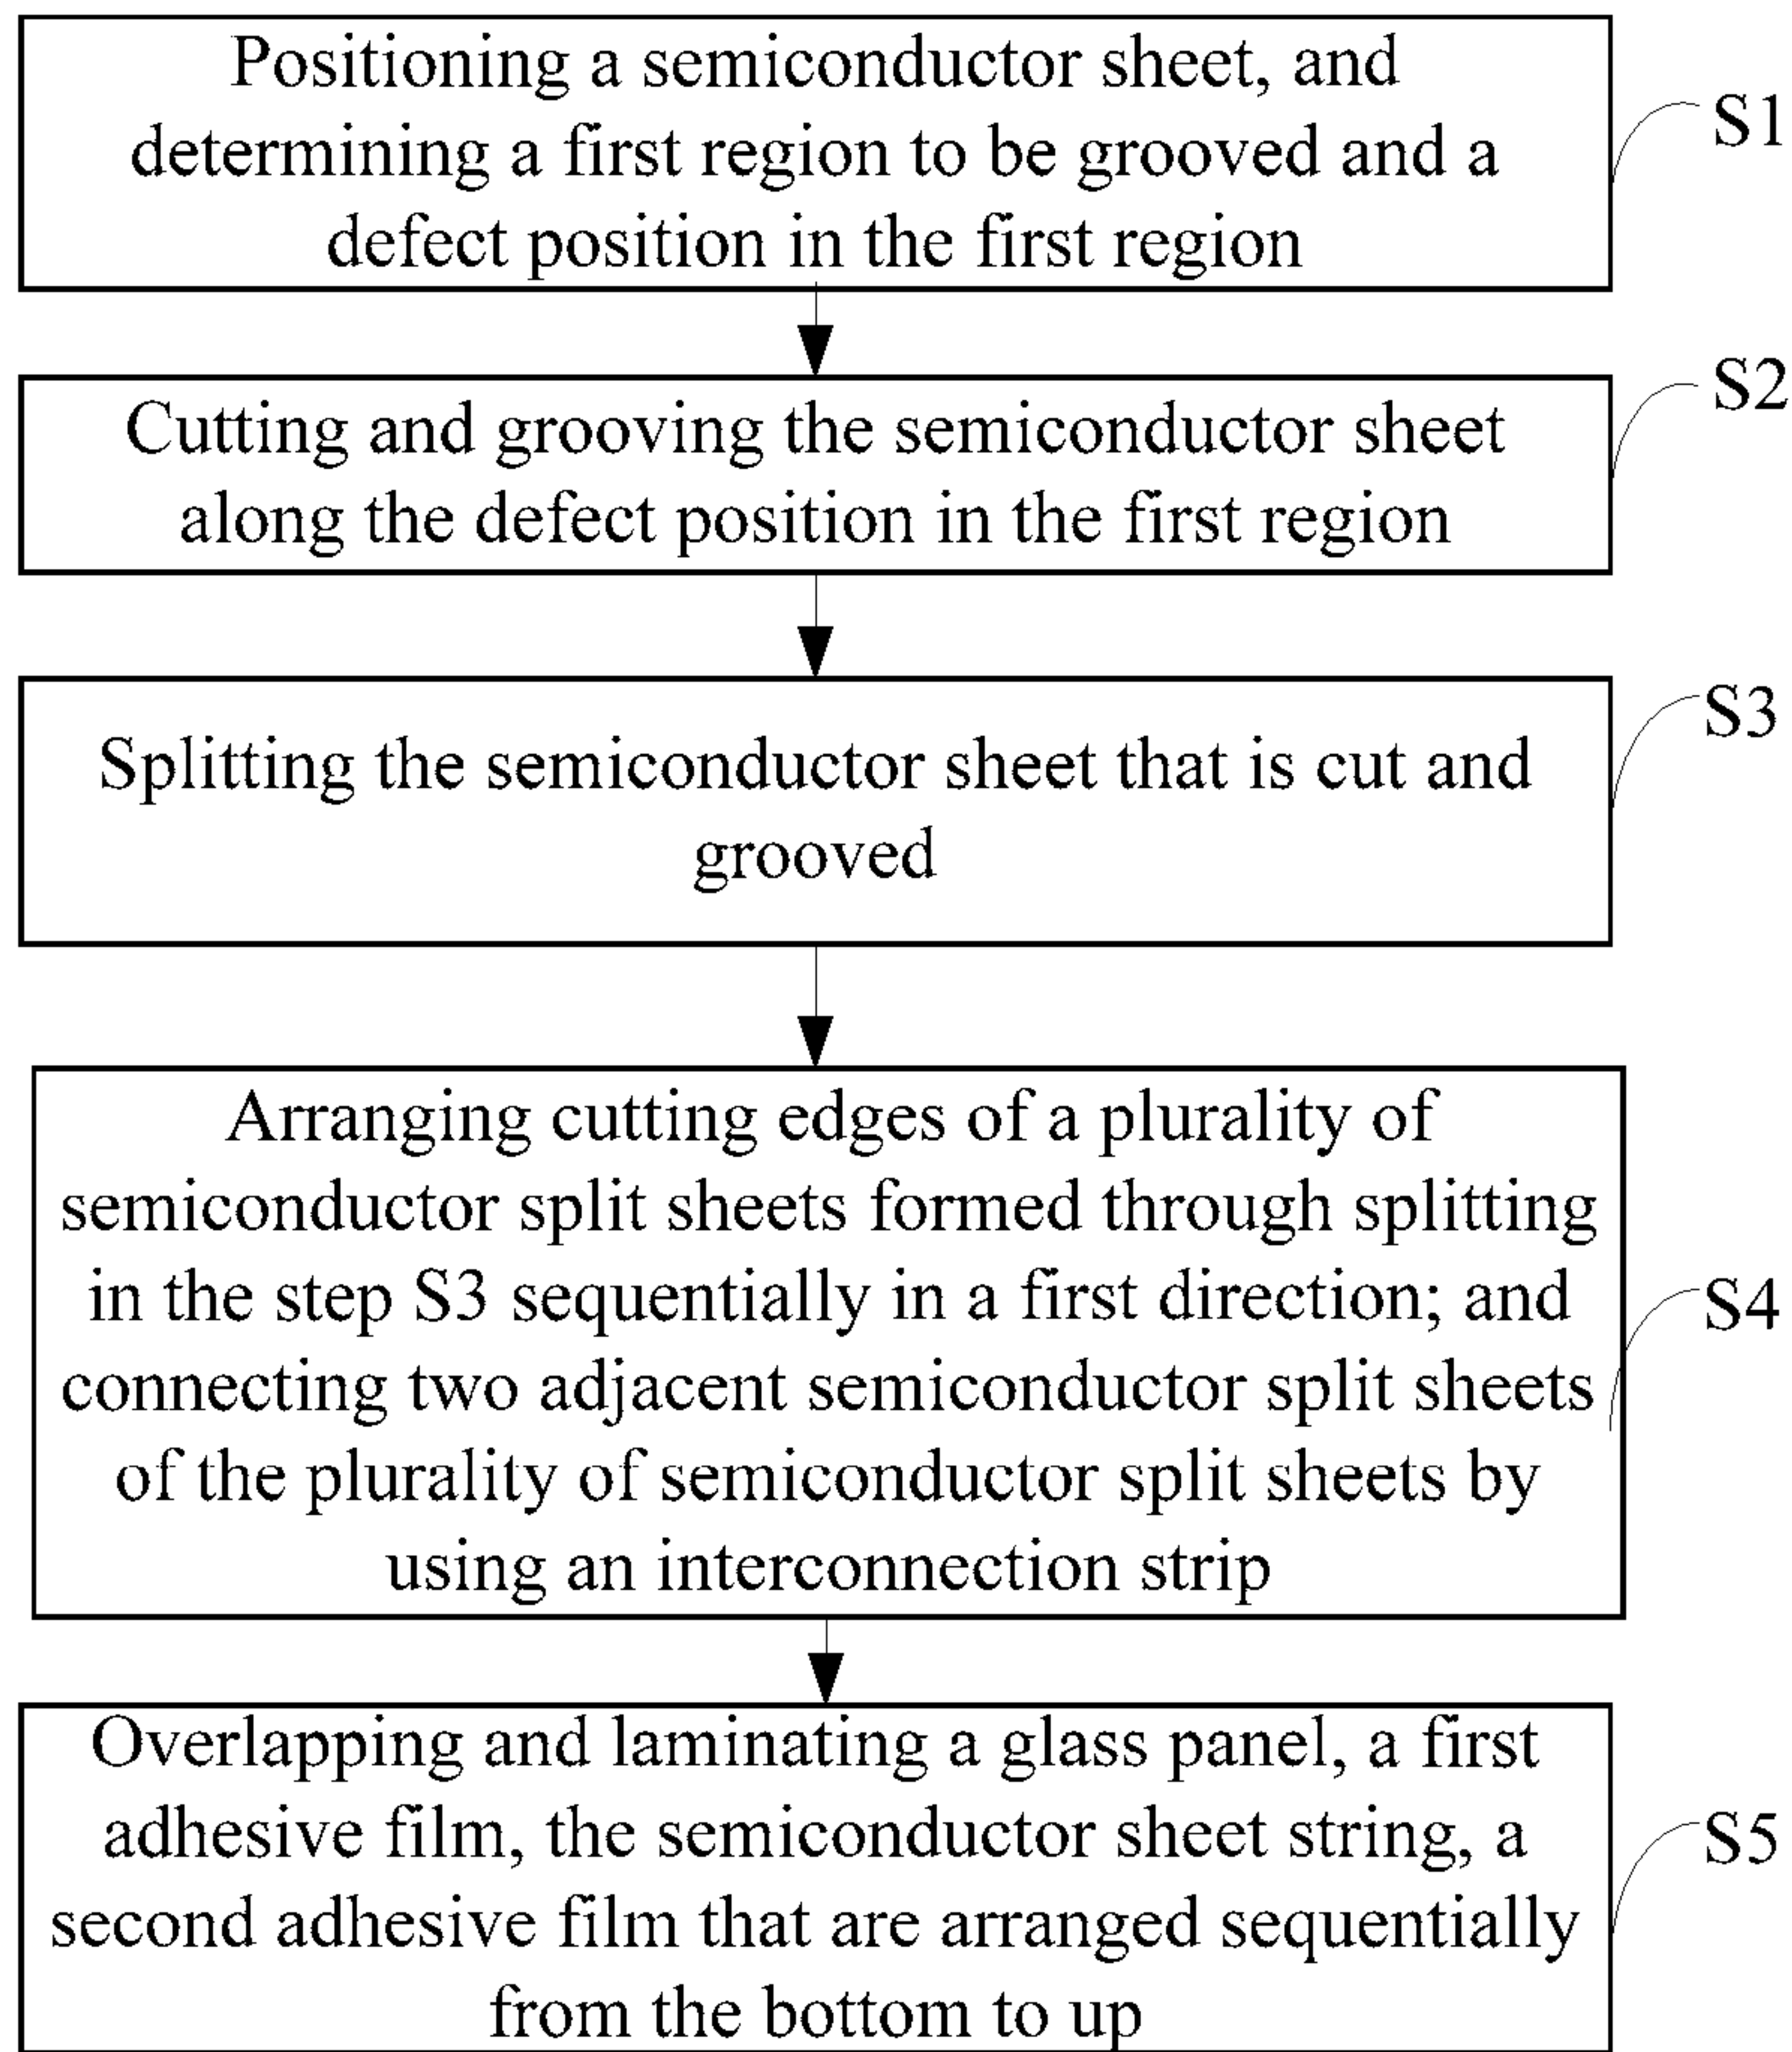 Positioning a semiconductor sheet, and
determining a first region to be grooved and a
defect position in the first region
S1
Cutting and grooving the semiconductor sheet
along the defect position in the first region
S2
Splitting the semiconductor sheet that is cut and
grooved
S3
Arranging cutting edges of a plurality of
semiconductor split sheets formed through splitting
in the step S3 sequentially in a first direction; and
connecting two adjacent semiconductor split sheets
of the plurality of semiconductor split sheets by
using an interconnection strip
S4
Overlapping and laminating a glass panel, a first
adhesive film, the semiconductor sheet string, a
second adhesive film that are arranged sequentially
from the bottom to up
S5